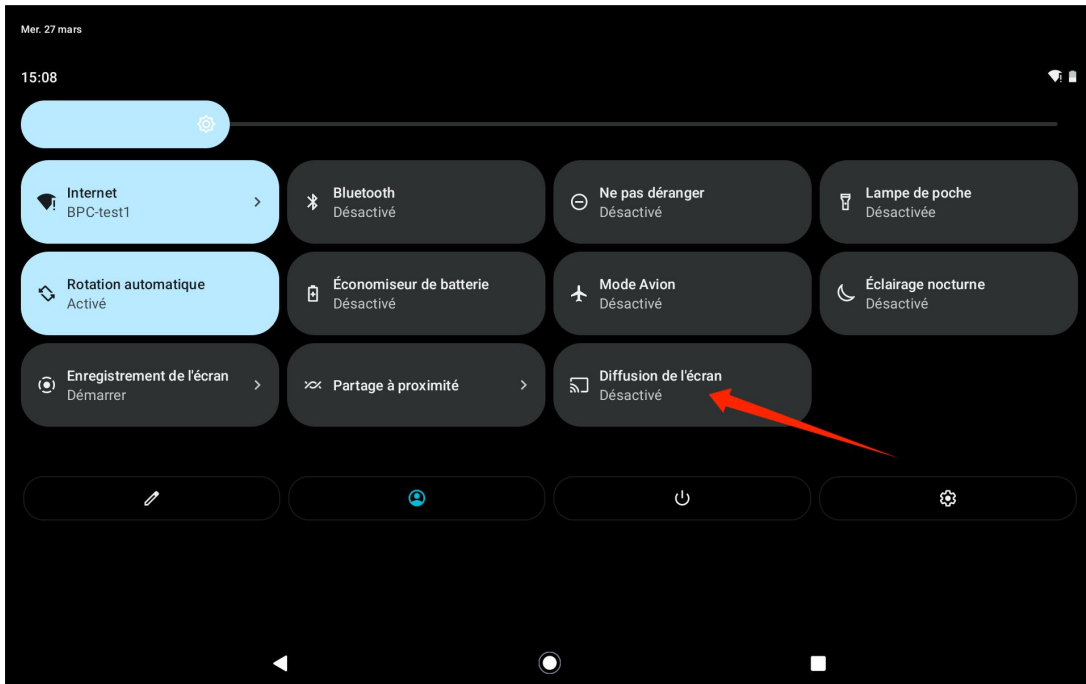 Mer. 27 mars
15:08
Internet
BPC-test1
Bluetooth
Désactivé
Ne pas déranger
Désactivé
Lampe de poche
Désactivée
Rotation automatique
Activé
Économiseur de batterie
Désactivé
Mode Avion
Désactivé
Éclairage nocturne
Désactivé
Enregistrement de l'écran
Démarrer
Partage à proximité
Diffusion de l'écran
Désactivé